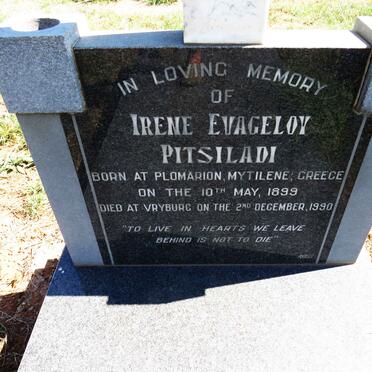 IN LOVING MEMORY
OF
IRENE EVAGELOY
PITSILADI
BORN AT PLOMARION, MYTILENE; GREECE
ON THE 10TH MAY, 1899
DIED AT VRYBURG ON THE 2ND DECEMBER, 1990
"TO LIVE IN HEARTS WE LEAVE
BEHIND IS NOT TO DIE"